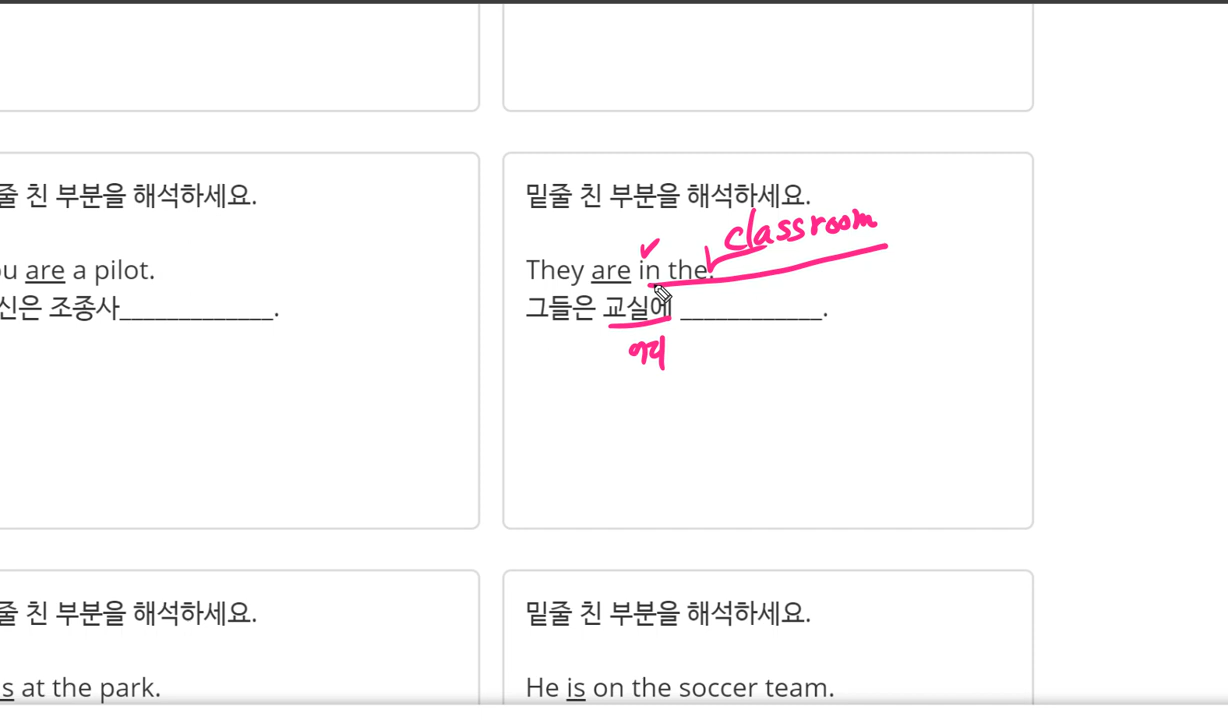 줄 친 부분을 해석하세요.
ou are a pilot.
신은 조종사_____________.
밑줄 친 부분을 해석하세요.
classroom
They are in the.
그들은 교실에 ____________.
줄 친 부분을 해석하세요.
s at the park.
밑줄 친 부분을 해석하세요.
He is on the soccer team.